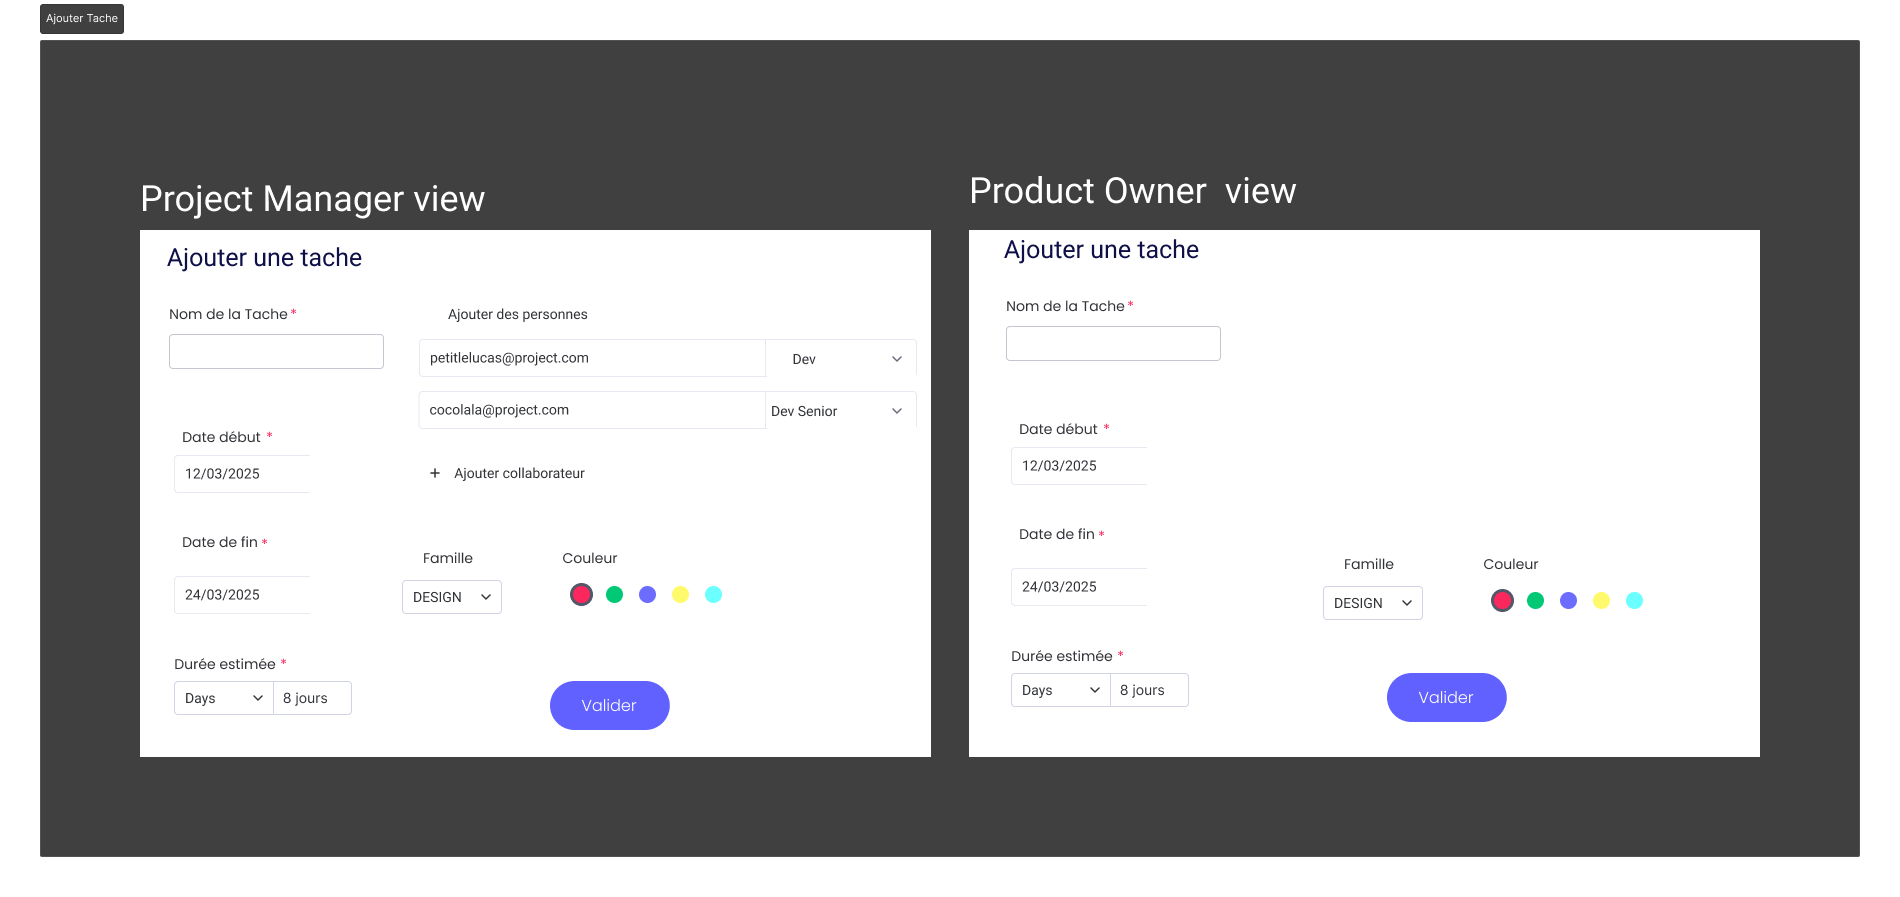 Ajouter Tache
Project Manager view
Ajouter une tache
Nom de la Tache*
Ajouter des personnes
petitlelucas@project.com
Dev
cocolala@project.com
Dev Senior
Date début *
12/03/2025
+ Ajouter collaborateur
Date de fin *
24/03/2025
Famille
DESIGN
Couleur
Durée estimée *
Days
8 jours
Valider
Product Owner view
Ajouter une tache
Nom de la Tache*
Date début *
12/03/2025
Date de fin *
24/03/2025
Famille
DESIGN
Couleur
Durée estimée *
Days
8 jours
Valider